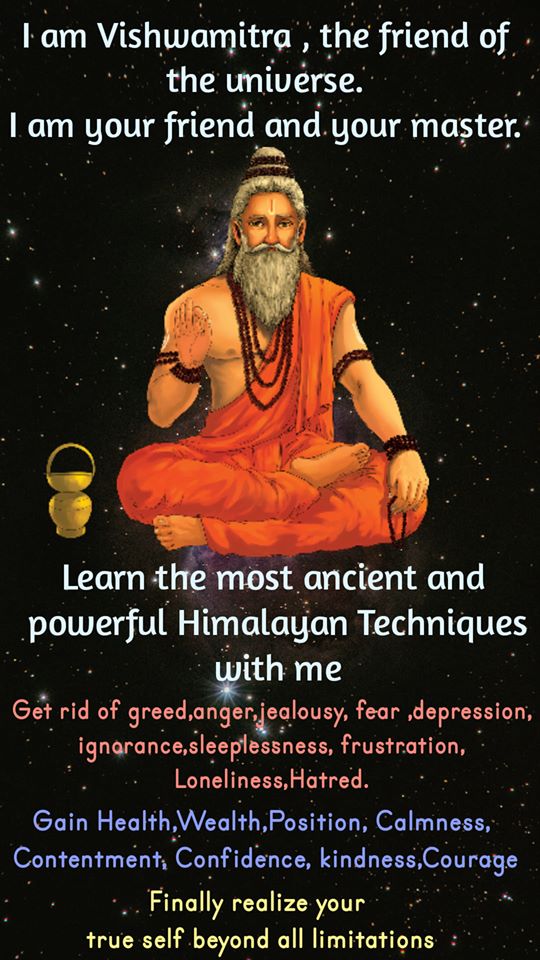 I am Vishwamitra , the friend of
the universe.
I am your friend and your master.
Learn the most ancient and
powerful Himalayan Techniques
with me
Get rid of greed,anger,jealousy, fear ,depression,
ignorance,sleeplessness, frustration,
Loneliness,Hatred.
Gain Health,Wealth,Position, Calmness,
Contentment, Confidence, kindness,Courage
Finally realize your
true self beyond all limitations